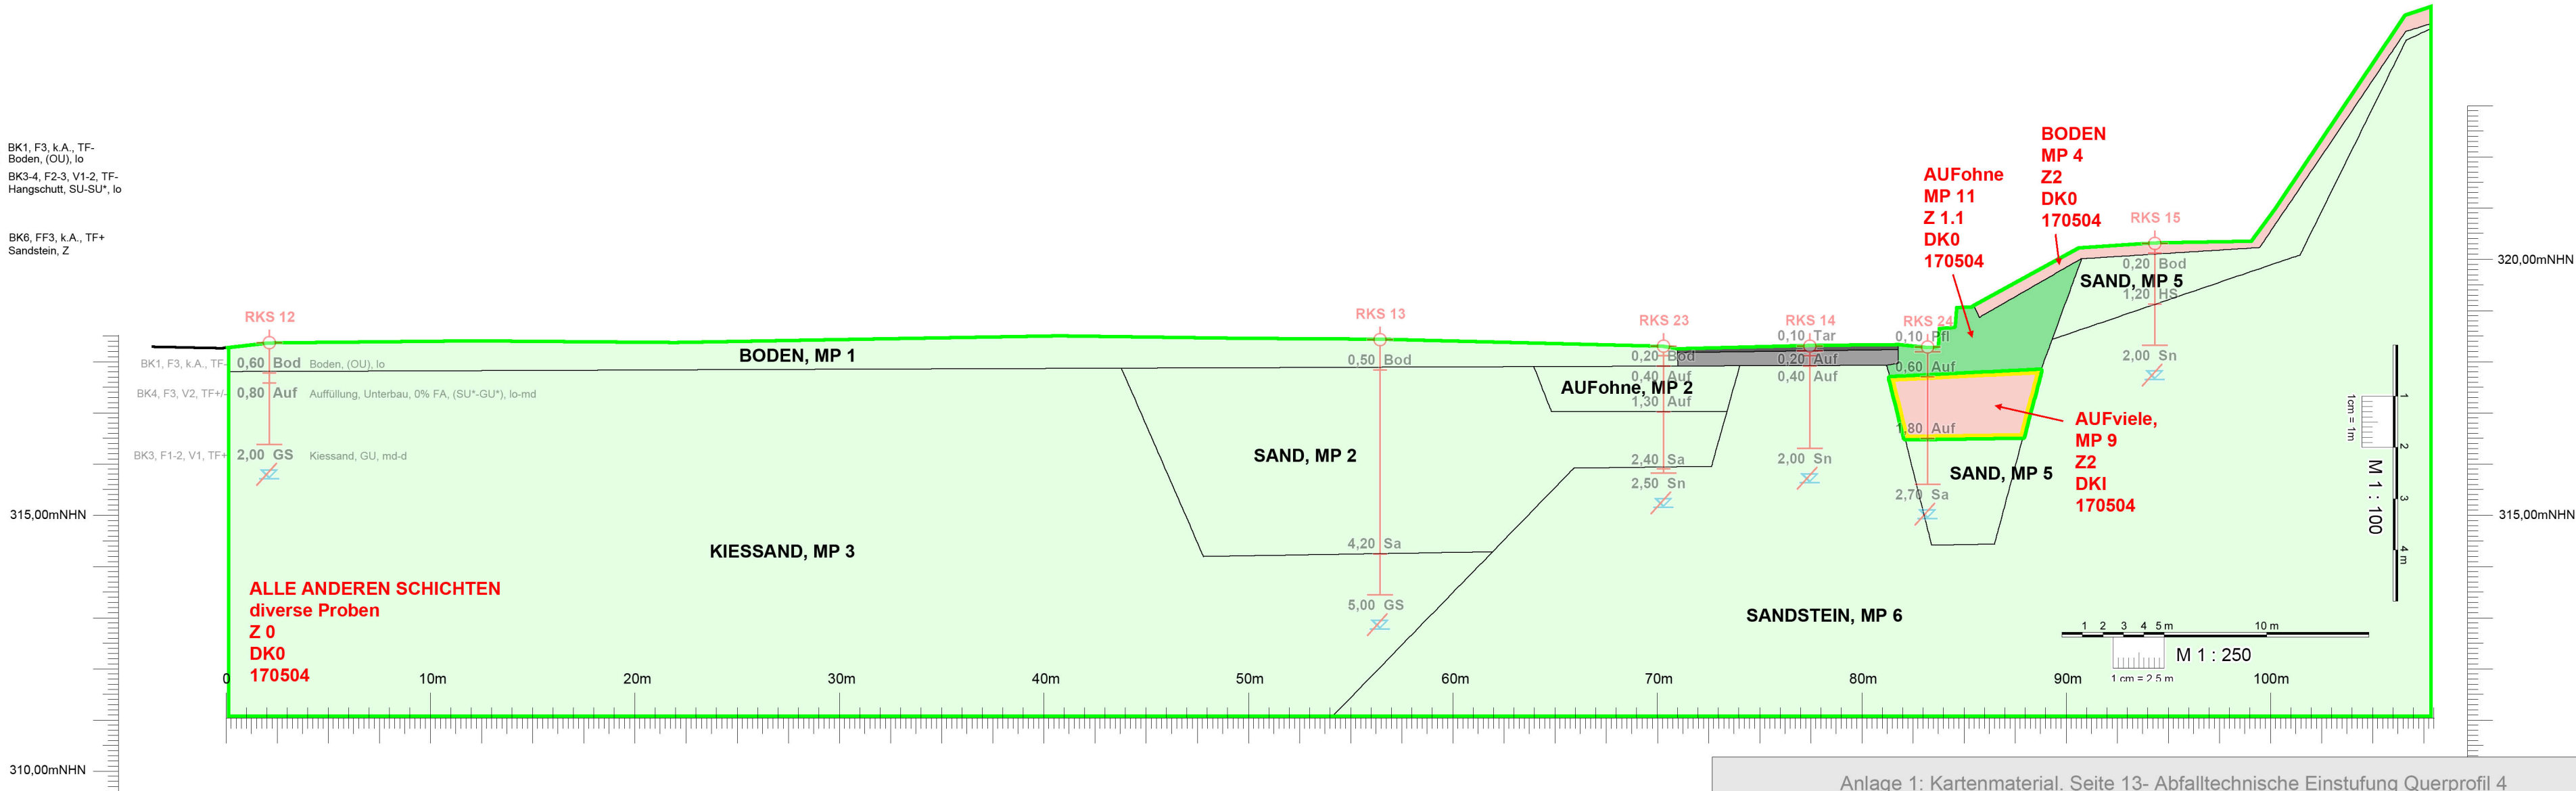 BK1, F3, k.A., TF-
Boden, (OU), lo
BK3-4, F2-3, V1-2, TF-
Hangschutt, SU-SU*, lo
BK6, FF3, k.A., TF+
Sandstein, Z
315,00mNHN
310,00mNHN
RKS 12
BK1, F3, k.A., TF-
0,60 Bod Boden, (OU), lo
BK4, F3, V2, TF+/-
0,80 Auf Auffüllung, Unterbau, 0% FA, (SU*-GU*), lo-md
BK3, F1-2, V1, TF+
2,00 GS Kiessand, GU, md-d
BODEN, MP 1
KIESSAND, MP 3
ALLE ANDEREN SCHICHTEN
diverse Proben
Z 0
DK0
170504
RKS 13
0,50 Bod
4,20 Sa
5,00 GS
SAND, MP 2
RKS 23
0,20 Bod
0,40 Auf
AUFohne, MP 2
1,30 Auf
2,40 Sa
2,50 Sn
RKS 14
0,10 Tar
0,20 Auf
0,40 Auf
2,00 Sn
RKS 24
0,10 Pfl
0,60 Auf
1,80 Auf
2,70 Sa
SAND, MP 5
SANDSTEIN, MP 6
AUFohne
MP 11
Z 1.1
DK0
170504
BODEN
MP 4
Z2
DK0
170504
RKS 15
0,20 Bod
SAND, MP 5
1,20 HS
2,00 Sn
AUFviele,
MP 9
Z2
DKI
170504
320,00mNHN
315,00mNHN
1cm = 1m
M 1 : 100
1
2
3
4 m
1 2 3 4 5 m 10 m
M 1 : 250
1 cm = 2.5 m
0 10m 20m 30m 40m 50m 60m 70m 80m 90m 100m
Anlage 1: Kartenmaterial, Seite 13- Abfalltechnische Einstufung Querprofil 4